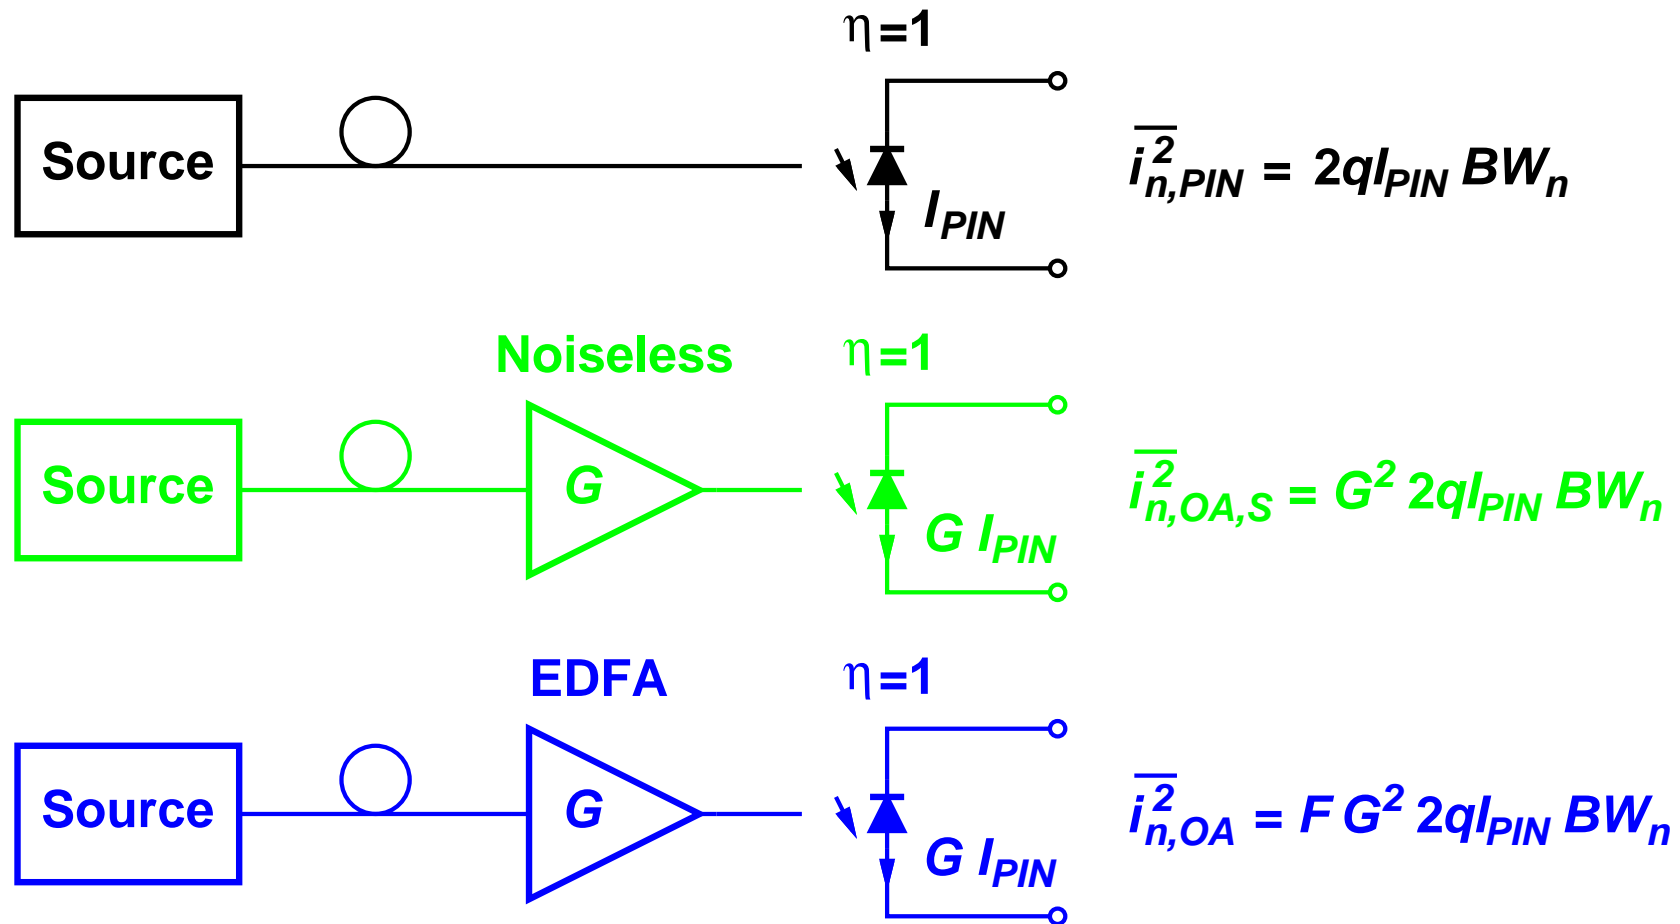 η=1
Source
I_PIN
i²_n,PIN = 2qI_PIN BW_n
Noiseless
η=1
Source
G
G I_PIN
i²_n,OA,S = G² 2qI_PIN BW_n
EDFA
η=1
Source
G
G I_PIN
i²_n,OA = F G² 2qI_PIN BW_n